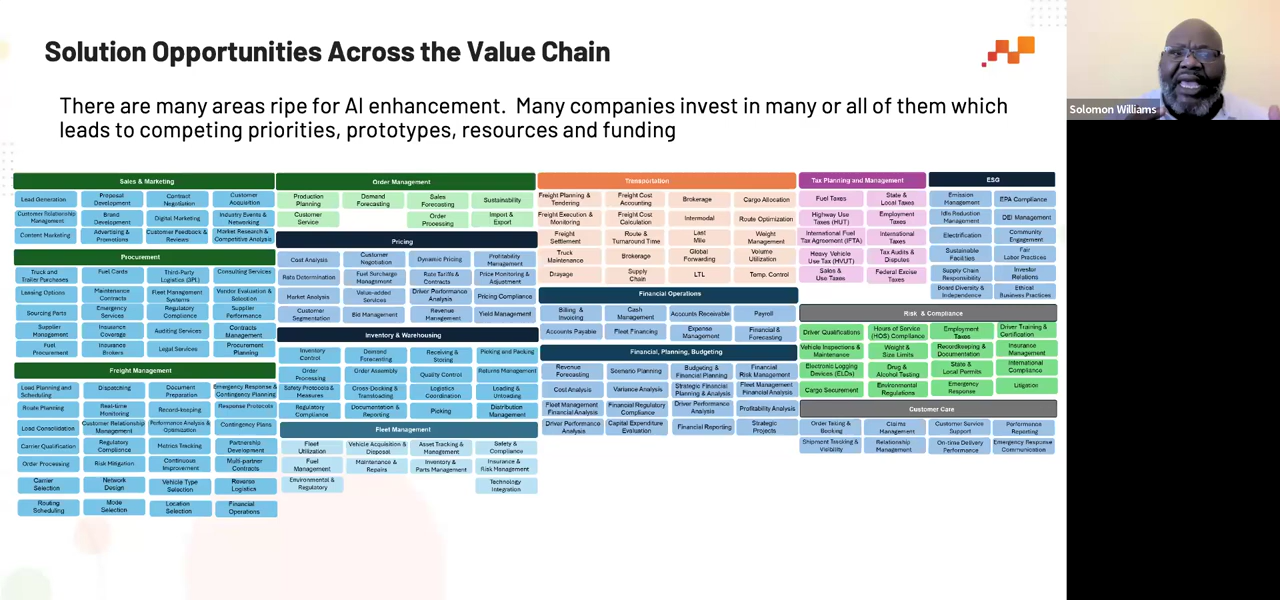 Solution Opportunities Across the Value Chain
There are many areas ripe for AI enhancement. Many companies invest in many or all of them which
leads to competing priorities, prototypes, resources and funding
Solomon Williams
Sales & Marketing
Lead Generation
Proposal
Development
Contract
Negotiation
Customer
Acquisition
Customer Relationship
Management
Brand
Development
Digital Marketing
Industry Events &
Networking
Content Marketing
Advertising &
Promotions
Customer Feedback &
Reviews
Market Research &
Competitive Analysis
Procurement
Truck and
Trailer Purchases
Fuel Cards
Third-Party
Logistics (3PL)
Consulting Services
Leasing Options
Maintenance
Contracts
Fleet Management
Systems
Vendor Evaluation &
Selection
Sourcing Parts
Emergency
Services
Regulatory
Compliance
Supplier
Performance
Supplier
Management
Insurance
Coverage
Auditing Services
Contracts
Management
Fuel
Procurement
Insurance
Brokers
Legal Services
Procurement
Planning
Freight Management
Load Planning and
Scheduling
Dispatching
Document
Preparation
Emergency Response &
Contingency Planning
Route Planning
Real-time
Monitoring
Record-keeping
Response Protocols
Load Consolidation
Customer Relationship
Management
Performance Analysis &
Optimization
Contingency Plans
Carrier Qualification
Regulatory
Compliance
Metrics Tracking
Partnership
Development
Order Processing
Risk Mitigation
Continuous
Improvement
Multi-partner
Contracts
Carrier
Selection
Network
Design
Vehicle Type
Selection
Reverse
Logistics
Routing
Scheduling
Mode
Selection
Location
Selection
Financial
Operations
Order Management
Production
Planning
Demand
Forecasting
Sales
Forecasting
Sustainability
Customer
Service
Order
Processing
Import &
Export
Pricing
Cost Analysis
Customer
Negotiation
Dynamic Pricing
Profitability
Management
Rate Determination
Fuel Surcharge
Management
Rate Tariffs &
Contracts
Price Monitoring &
Adjustment
Market Analysis
Value-added
Services
Driver Performance
Analysis
Pricing Compliance
Customer
Segmentation
Bid Management
Revenue
Management
Yield Management
Inventory & Warehousing
Inventory
Control
Demand
Forecasting
Receiving &
Storing
Picking and Packing
Order
Processing
Order Assembly
Quality Control
Returns Management
Safety Protocols &
Measures
Cross-Docking &
Transloading
Logistics
Coordination
Loading &
Unloading
Regulatory
Compliance
Documentation &
Reporting
Picking
Distribution
Management
Fleet Management
Fleet
Utilization
Vehicle Acquisition &
Disposal
Asset Tracking &
Management
Safety &
Compliance
Fuel
Management
Maintenance &
Repairs
Inventory &
Parts Management
Insurance &
Risk Management
Environmental &
Regulatory
Technology
Integration
Transportation
Freight Planning &
Tendering
Freight Cost
Accounting
Brokerage
Cargo Allocation
Freight Execution &
Monitoring
Freight Cost
Calculation
Intermodal
Route Optimization
Freight
Settlement
Route &
Turnaround Time
Last
Mile
Weight
Management
Truck
Maintenance
Brokerage
Global
Forwarding
Volume
Utilization
Drayage
Supply
Chain
LTL
Temp. Control
Financial Operations
Billing &
Invoicing
Cash
Management
Accounts Receivable
Payroll
Accounts Payable
Fleet Financing
Expense
Management
Financial &
Forecasting
Financial, Planning, Budgeting
Revenue
Forecasting
Scenario Planning
Budgeting &
Financial Planning
Financial
Risk Management
Cost Analysis
Variance Analysis
Strategic Financial
Planning & Analysis
Fleet Management
Financial Analysis
Fleet Management
Financial Analysis
Financial Regulatory
Compliance
Driver Performance
Analysis
Profitability Analysis
Driver Performance
Analysis
Capital Expenditure
Evaluation
Financial Reporting
Strategic
Projects
Tax Planning and Management
Fuel Taxes
State &
Local Taxes
Highway Use
Taxes (HUT)
Employment
Taxes
International Fuel
Tax Agreement (IFTA)
International
Taxes
Heavy Vehicle
Use Tax (HVUT)
Tax Audits &
Disputes
Sales &
Use Taxes
Federal Excise
Taxes
ESG
Emission
Management
EPA Compliance
Idle Reduction
Management
DEI Management
Electrification
Community
Engagement
Sustainable
Facilities
Fair
Labor Practices
Supply Chain
Responsibility
Investor
Relations
Board Diversity &
Independence
Ethical
Business Practices
Risk & Compliance
Driver Qualifications
Hours of Service
(HOS) Compliance
Employment
Taxes
Driver Training &
Certification
Vehicle Inspections &
Maintenance
Weight &
Size Limits
Recordkeeping &
Documentation
Insurance
Management
Electronic Logging
Devices (ELDs)
Drug &
Alcohol Testing
State &
Local Permits
International
Compliance
Cargo Securement
Environmental
Regulations
Emergency
Response
Litigation
Customer Care
Order Taking &
Booking
Claims
Management
Customer Service
Support
Performance
Reporting
Shipment Tracking &
Visibility
Relationship
Management
On-time Delivery
Performance
Emergency Response
Communication